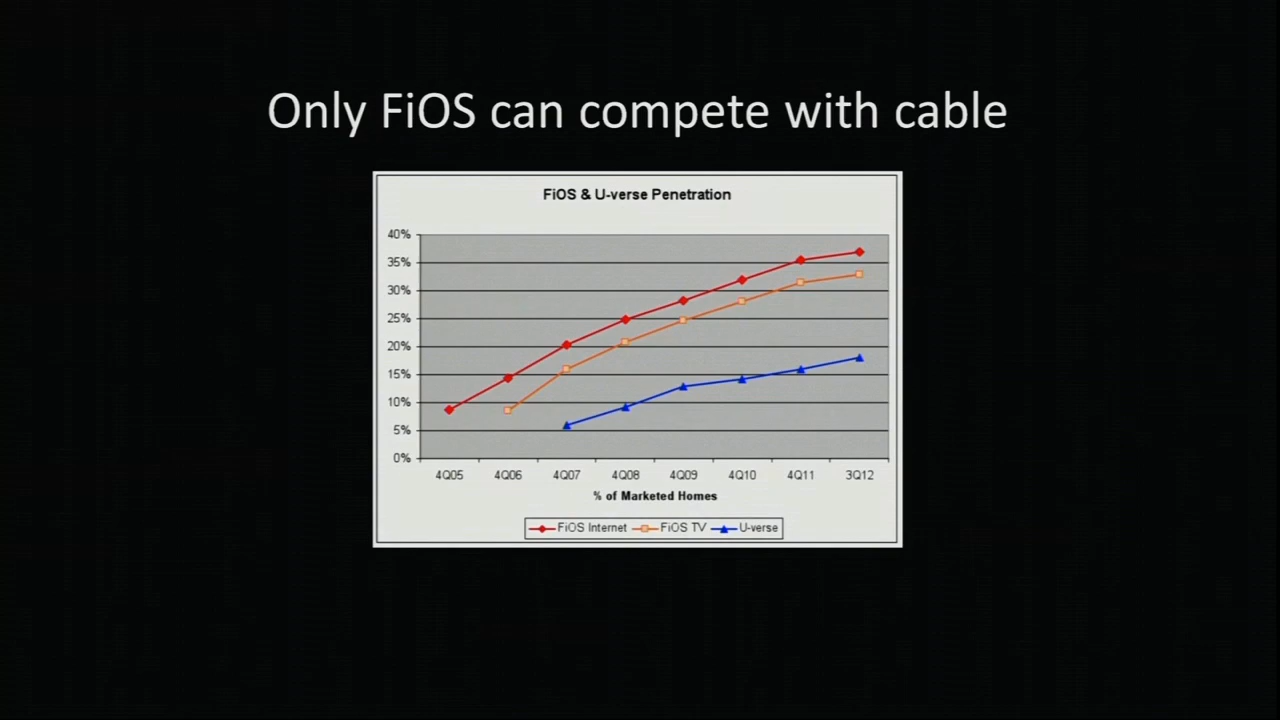 Only FiOS can compete with cable
FiOS & U-verse Penetration
40%
35%
30%
25%
20%
15%
10%
5%
0%
4Q05 4Q06 4Q07 4Q08 4Q09 4Q10 4Q11 3Q12
% of Marketed Homes
FiOS Internet FiOS TV U-verse